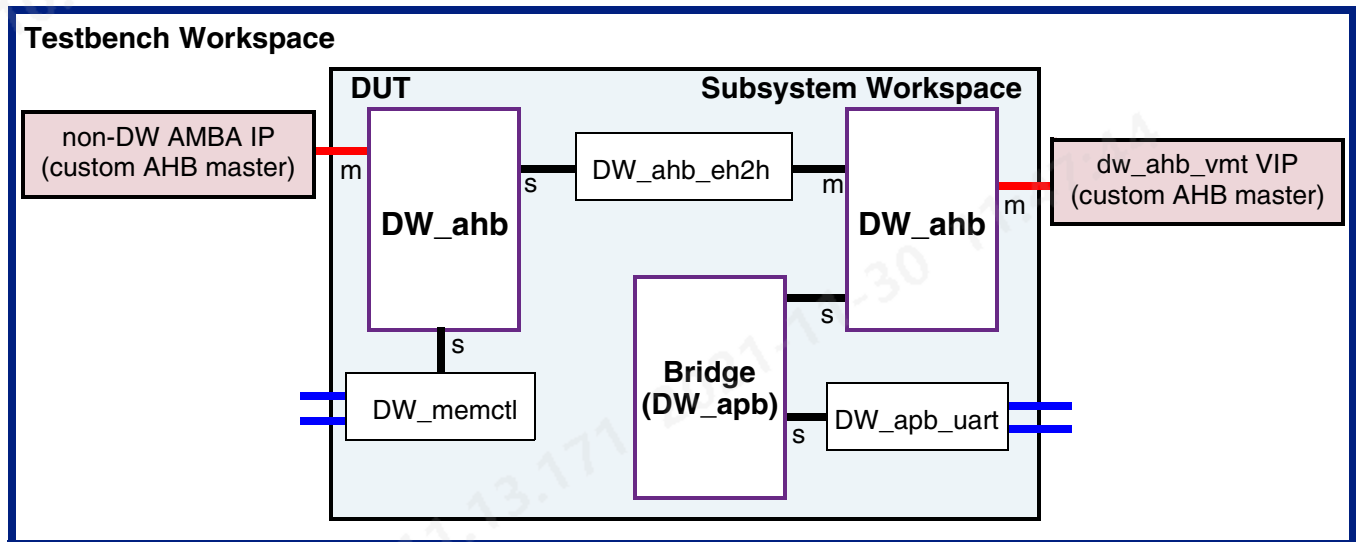 Testbench Workspace
DUT
Subsystem Workspace
non-DW AMBA IP
(custom AHB master)
m
DW_ahb
s
DW_ahb_eh2h
m
DW_ahb
m
dw_ahb_vmt VIP
(custom AHB master)
s
DW_memctl
s
Bridge
(DW_apb)
s
DW_apb_uart